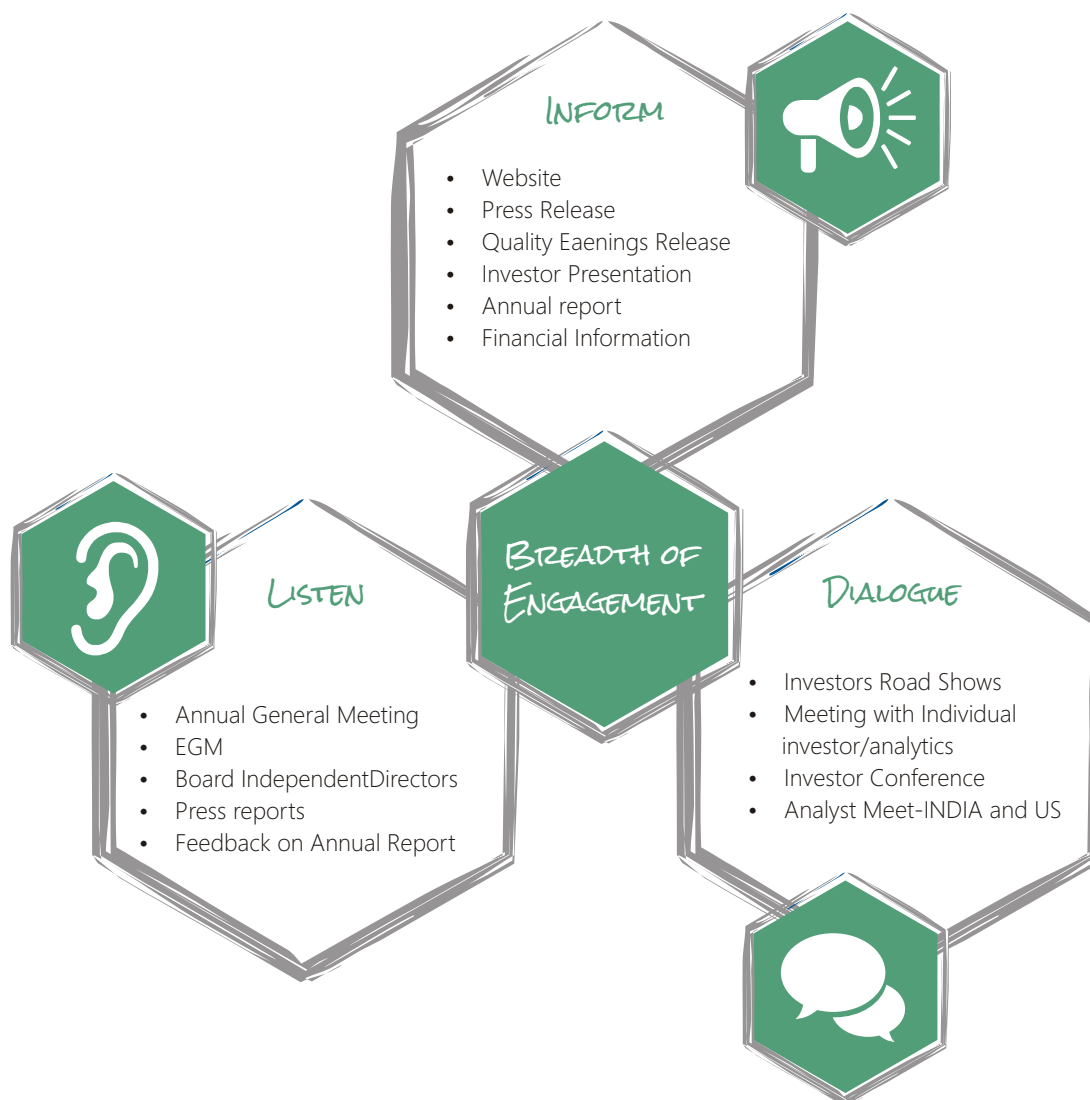 INFORM
• Website
• Press Release
• Quality Eaenings Release
• Investor Presentation
• Annual report
• Financial Information
BREADTH OF
ENGAGEMENT
LISTEN
• Annual General Meeting
• EGM
• Board IndependentDirectors
• Press reports
• Feedback on Annual Report
DIALOGUE
• Investors Road Shows
• Meeting with Individual
investor/analytics
• Investor Conference
• Analyst Meet-INDIA and US